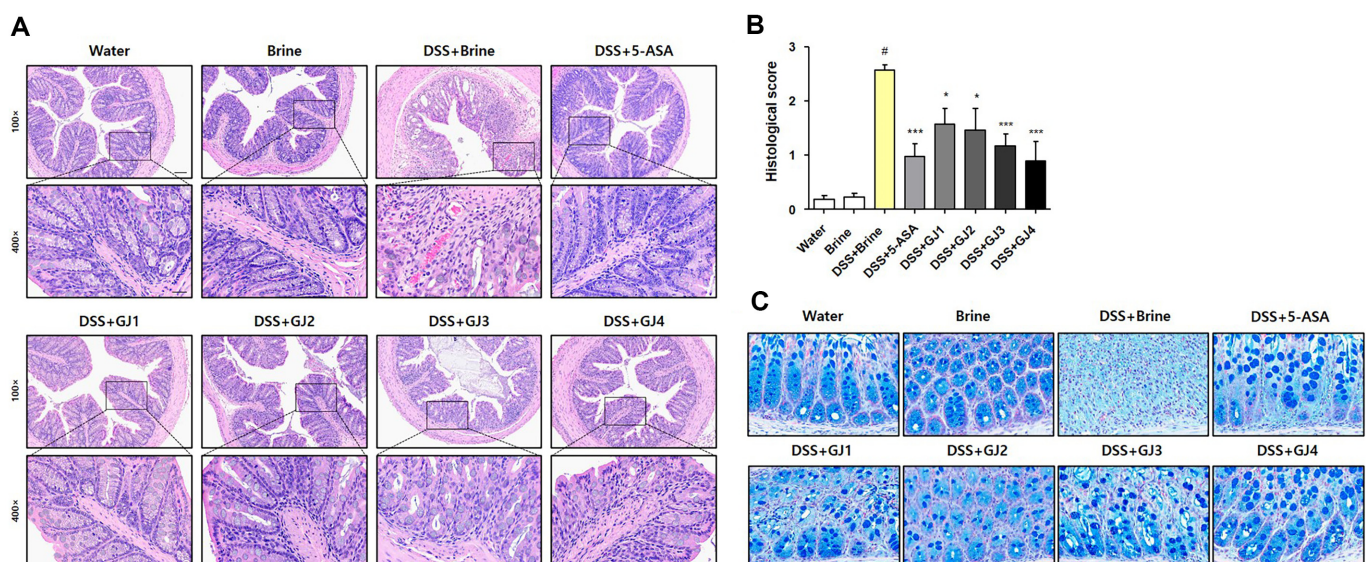 A
Water Brine DSS+Brine DSS+5-ASA
100×
400×
DSS+GJ1 DSS+GJ2 DSS+GJ3 DSS+GJ4
100×
400×
B
Histological score
3
2
1
0
#
***
*
*
***
***
Water Brine DSS+Brine DSS+5-ASA DSS+GJ1 DSS+GJ2 DSS+GJ3 DSS+GJ4
C
Water Brine DSS+Brine DSS+5-ASA
DSS+GJ1 DSS+GJ2 DSS+GJ3 DSS+GJ4